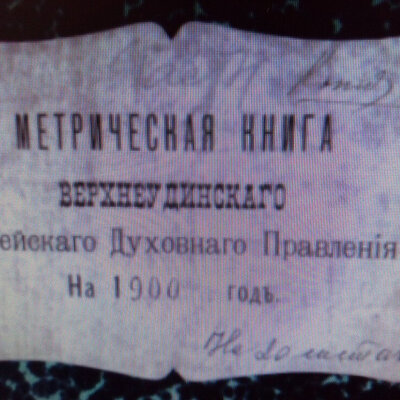 МЕТРИЧЕСКАЯ КНИГА
ВЕРХНЕУДИНСКАГО
ейскаго Духовнаго Правленія
На 1900 годъ.